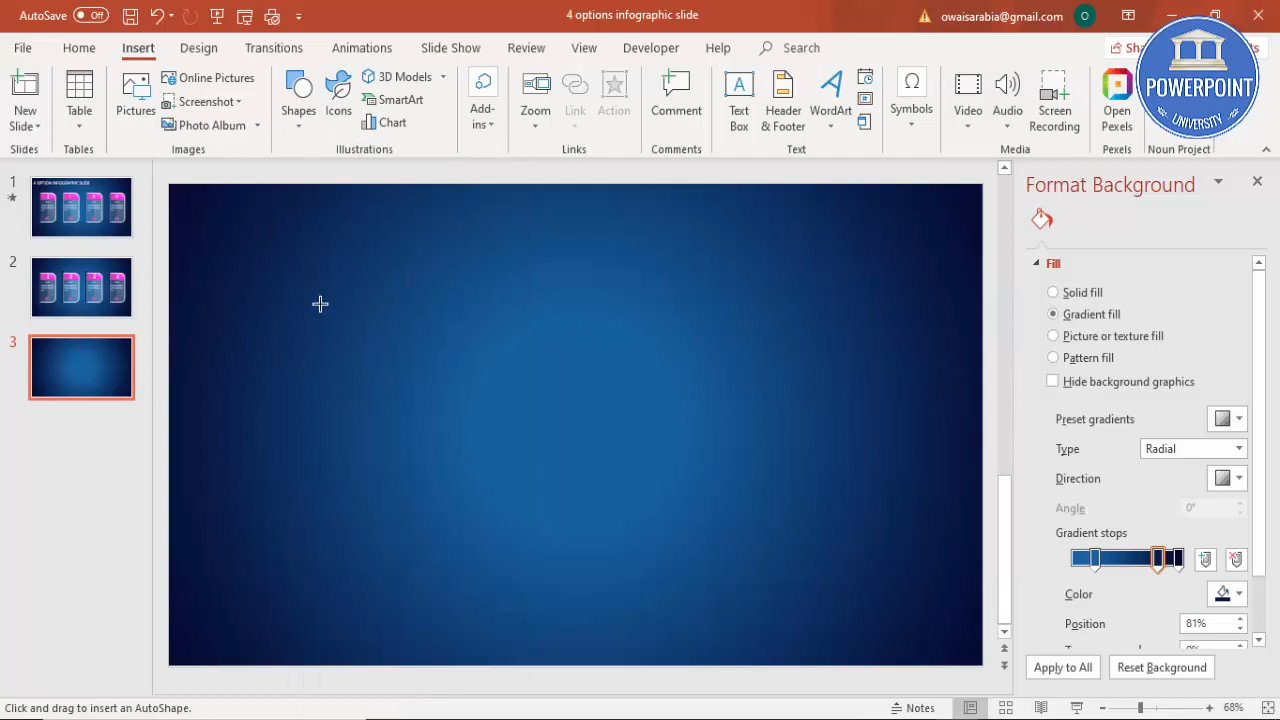 AutoSave Off
4 options infographic slide
owaisarabia@gmail.com
O
File Home Insert Design Transitions Animations Slide Show Review View Developer Help Search
POWERPOINT
UNIVERSITY
New
Slide
Slides
Table
Tables
Pictures
Online Pictures
Screenshot
Photo Album
Images
Shapes
Icons
3D Models
SmartArt
Chart
Illustrations
Add-
ins
Zoom
Link
Action
Links
Comment
Comments
Text
Box
Header
& Footer
WordArt
Text
Symbols
Video
Audio
Screen
Recording
Media
Open
Pexels
Pexels
Noun Project
1
4 OPTION INFOGRAPHIC SLIDE
2
3
Format Background
Fill
Solid fill
Gradient fill
Picture or texture fill
Pattern fill
Hide background graphics
Preset gradients
Type Radial
Direction
Angle 0°
Gradient stops
Color
Position 81%
Apply to All Reset Background
Click and drag to insert an AutoShape.
Notes
68%